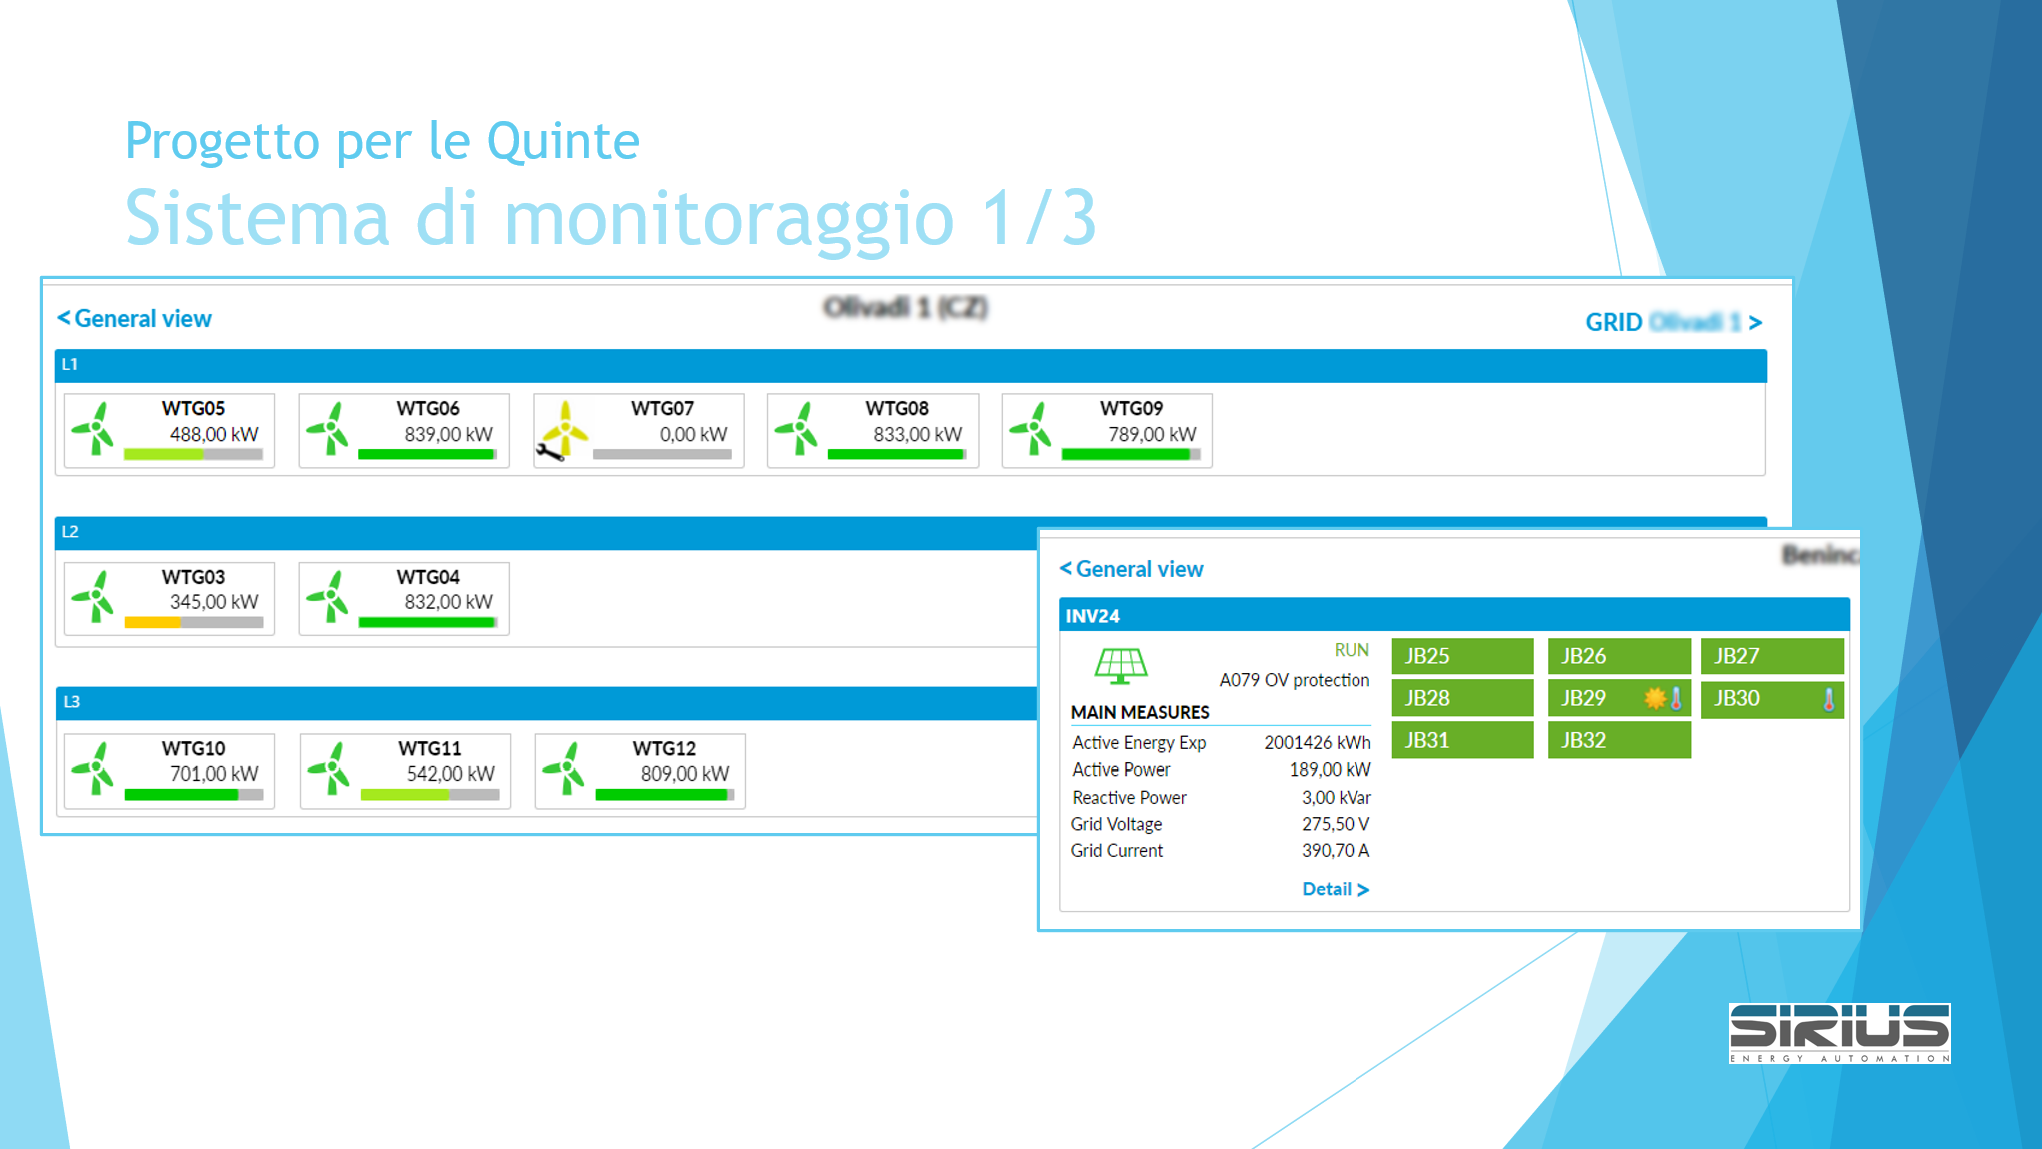 Progetto per le Quinte
Sistema di monitoraggio 1/3
< General view
Olivadi 1 (CZ)
GRID Olivadi 1 >
L1
WTG05
488,00 kW
WTG06
839,00 kW
WTG07
0,00 kW
WTG08
833,00 kW
WTG09
789,00 kW
L2
WTG03
345,00 kW
WTG04
832,00 kW
L3
WTG10
701,00 kW
WTG11
542,00 kW
WTG12
809,00 kW
< General view
INV24
RUN
A079 OV protection
MAIN MEASURES
Active Energy Exp 2001426 kWh
Active Power 189,00 kW
Reactive Power 3,00 kVar
Grid Voltage 275,50 V
Grid Current 390,70 A
Detail >
JB25 JB26 JB27
JB28 JB29 JB30
JB31 JB32
SIRIUS
ENERGY AUTOMATION